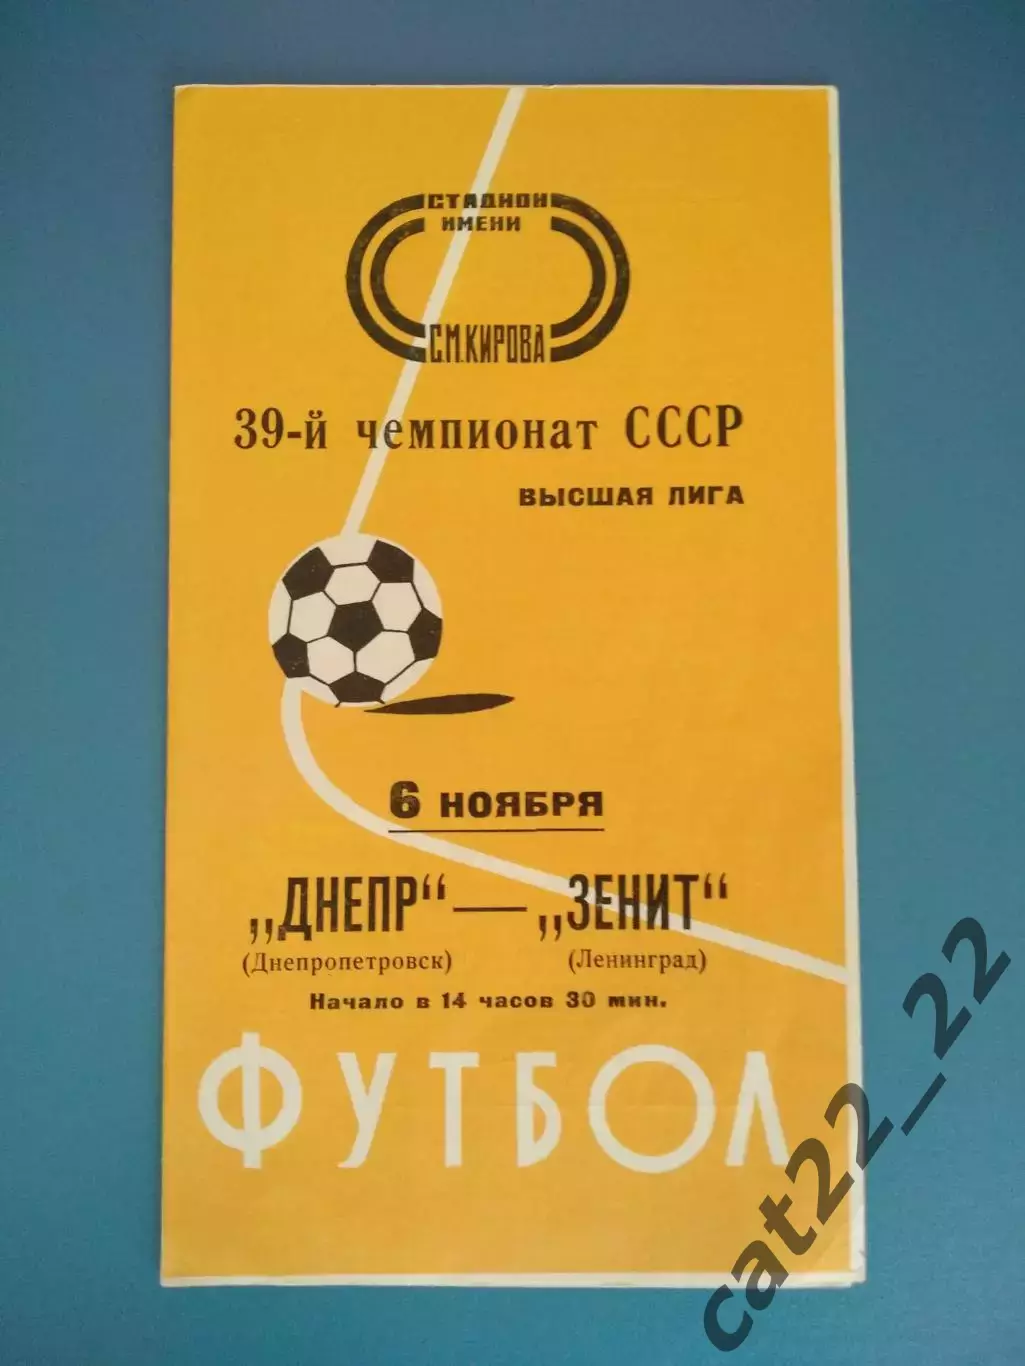 СТАДИОН
ИМЕНИ
С.М.КИРОВА
39-й чемпионат СССР
ВЫСШАЯ ЛИГА
6 НОЯБРЯ
„ДНЕПР“ — „ЗЕНИТ“
(Днепропетровск) (Ленинград)
Начало в 14 часов 30 мин.
ФУТБОЛ
cat22_22